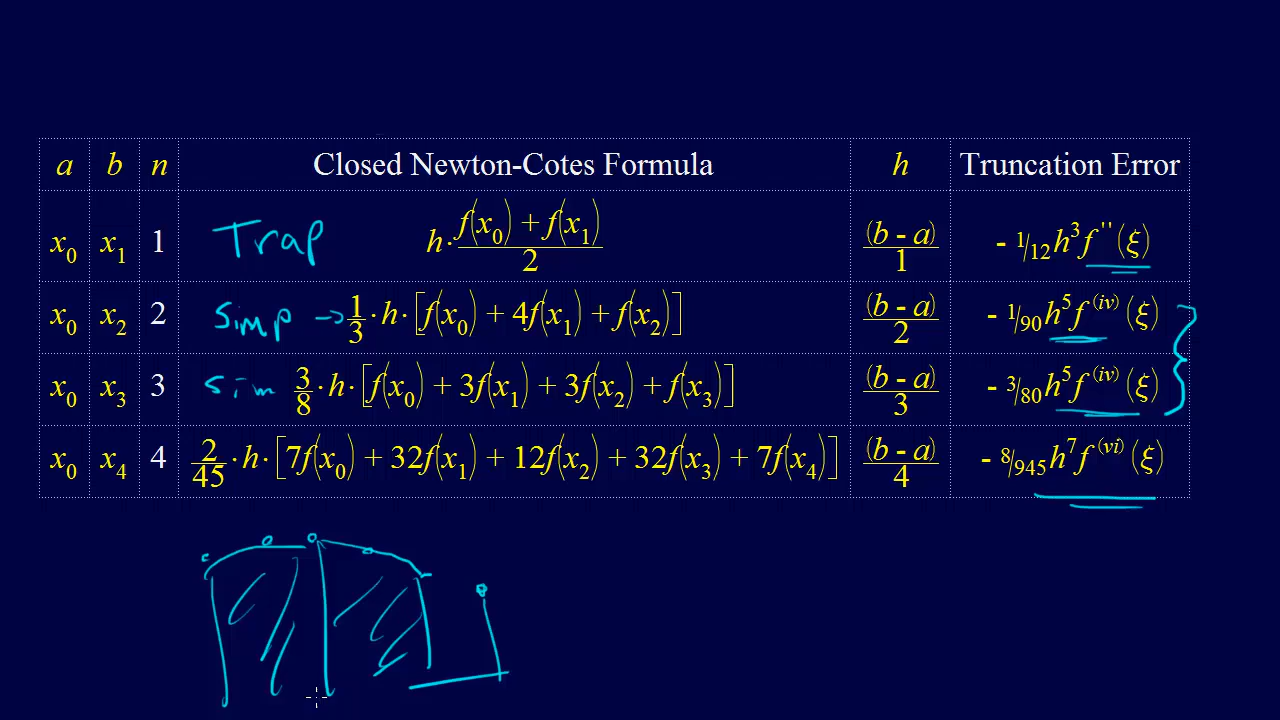 a b n Closed Newton-Cotes Formula h Truncation Error
x₀ x₁ 1 Trap h · (f(x₀) + f(x₁))/2 (b - a)/1 - 1/12 h³ f''(ξ)
x₀ x₂ 2 Simp → 1/3 · h · [f(x₀) + 4f(x₁) + f(x₂)] (b - a)/2 - 1/90 h⁵ f⁽ⁱᵛ⁾(ξ)
x₀ x₃ 3 Sim 3/8 · h · [f(x₀) + 3f(x₁) + 3f(x₂) + f(x₃)] (b - a)/3 - 3/80 h⁵ f⁽ⁱᵛ⁾(ξ)
x₀ x₄ 4 2/45 · h · [7f(x₀) + 32f(x₁) + 12f(x₂) + 32f(x₃) + 7f(x₄)] (b - a)/4 - 8/945 h⁷ f⁽ᵛⁱ⁾(ξ)